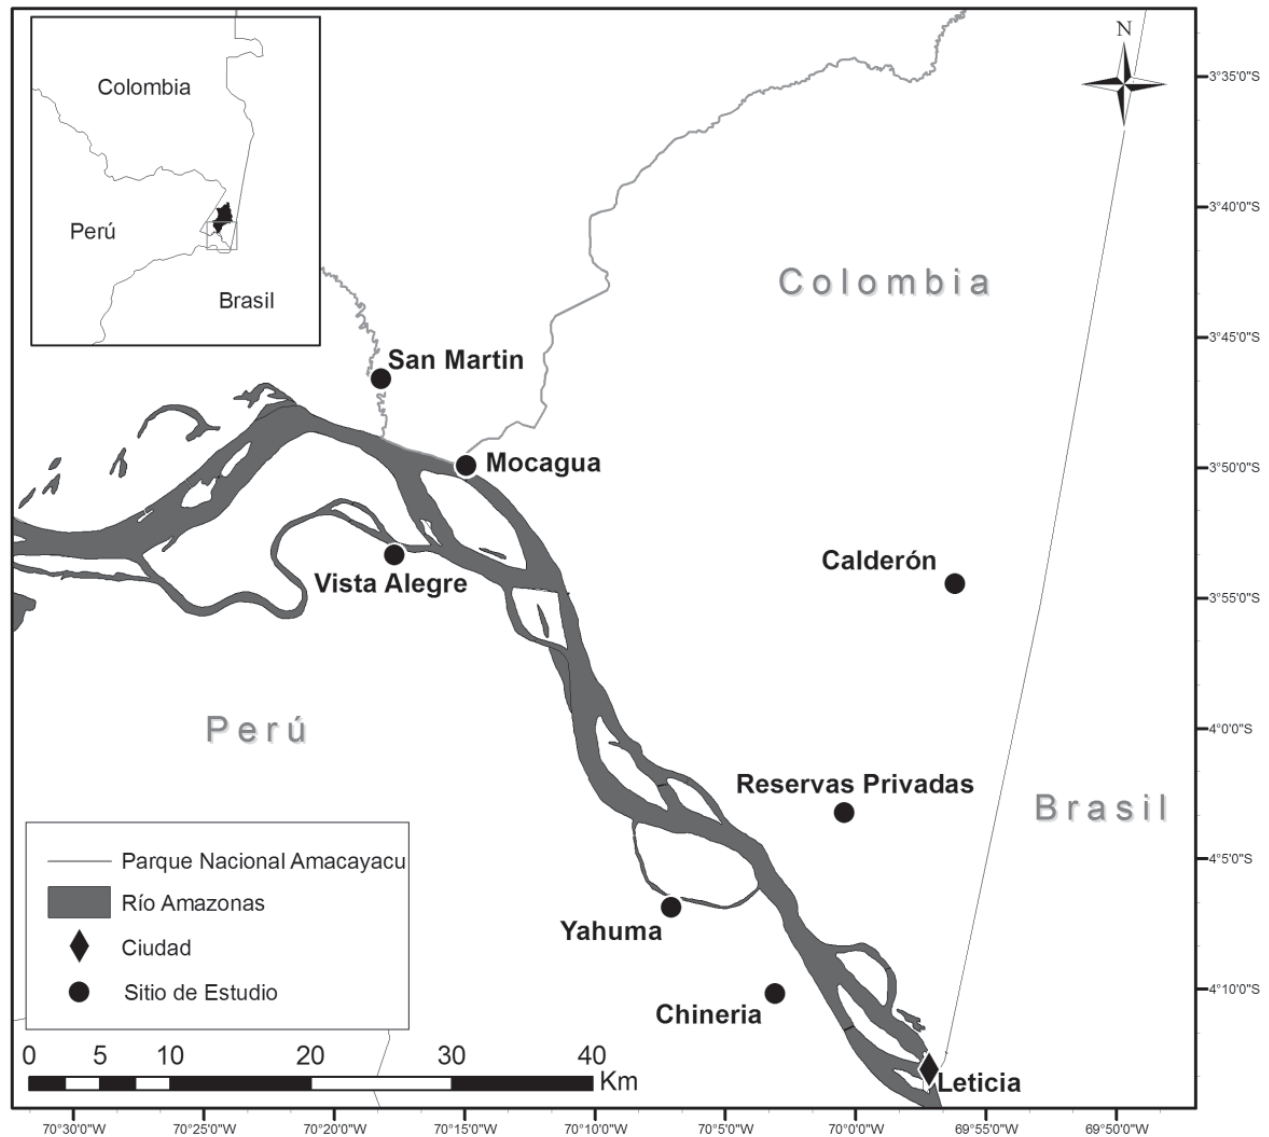 N
Colombia
Perú
Brasil
3°35'0"S
3°40'0"S
Colombia
3°45'0"S
San Martin
Mocagua
3°50'0"S
Calderón
Vista Alegre
3°55'0"S
Perú
4°0'0"S
Reservas Privadas
Brasil
4°5'0"S
Parque Nacional Amacayacu
Río Amazonas
Ciudad
Sitio de Estudio
Yahuma
4°10'0"S
Chineria
0 5 10 20 30 40
Km
Leticia
70°30'0"W 70°25'0"W 70°20'0"W 70°15'0"W 70°10'0"W 70°5'0"W 70°0'0"W 69°55'0"W 69°50'0"W